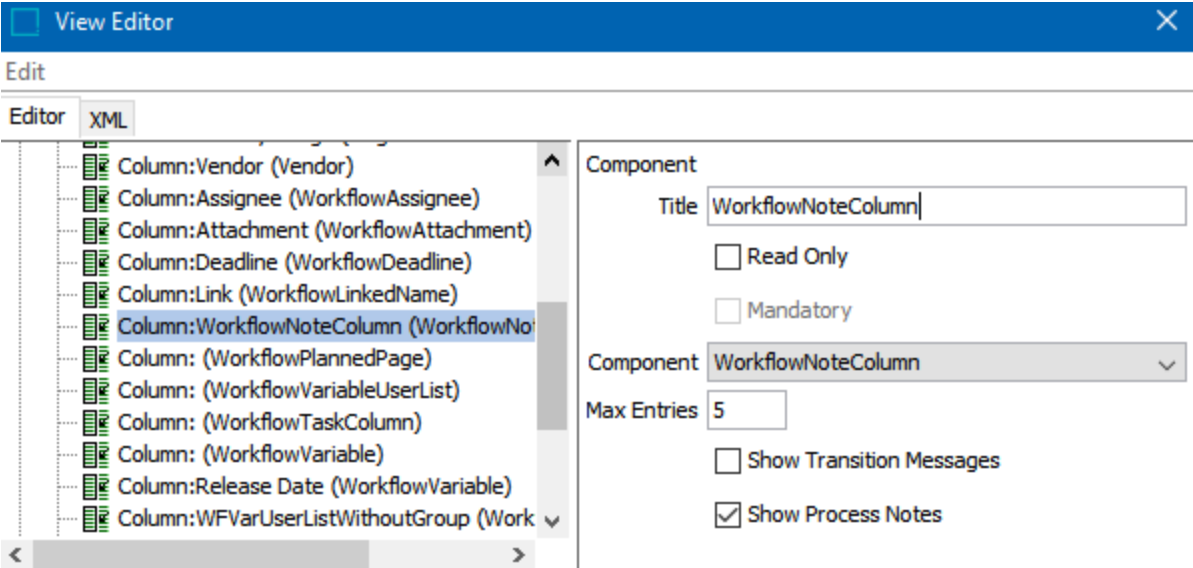 View Editor
Edit
Editor
XML
Column:Vendor (Vendor)
Column:Assignee (WorkflowAssignee)
Column:Attachment (WorkflowAttachment)
Column:Deadline (WorkflowDeadline)
Column:Link (WorkflowLinkedName)
Column:WorkflowNoteColumn (WorkflowNot
Column: (WorkflowPlannedPage)
Column: (WorkflowVariableUserList)
Column: (WorkflowTaskColumn)
Column: (WorkflowVariable)
Column:Release Date (WorkflowVariable)
Column:WFVarUserListWithoutGroup (Work
Component
Title WorkflowNoteColumn
Read Only
Mandatory
Component WorkflowNoteColumn
Max Entries 5
Show Transition Messages
Show Process Notes